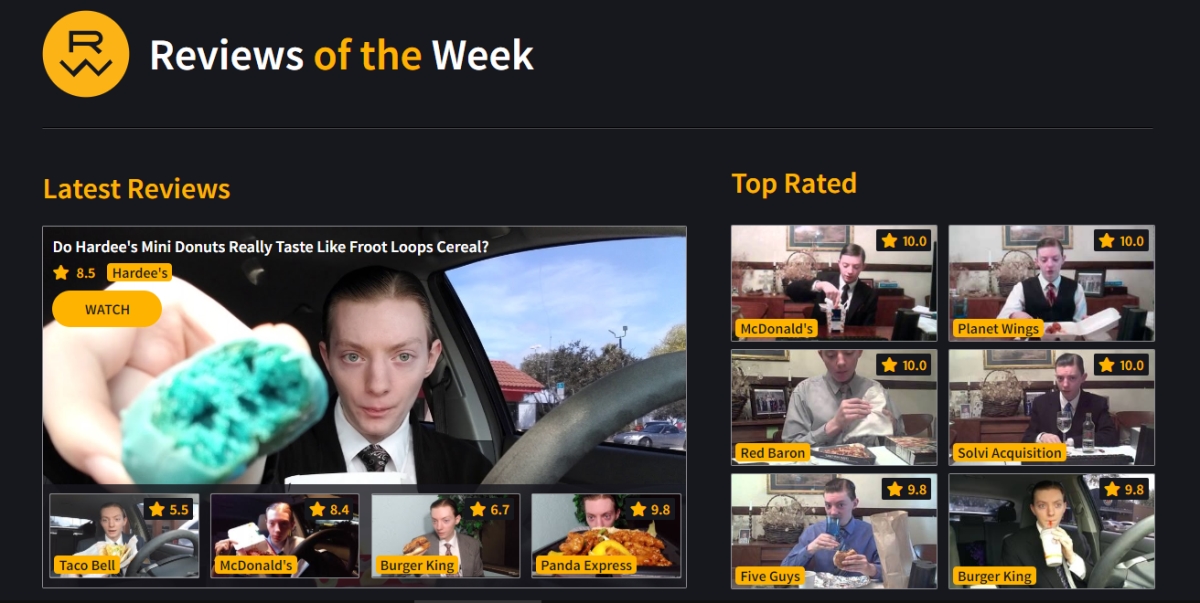 RW
Reviews of the Week
Latest Reviews
Do Hardee's Mini Donuts Really Taste Like Froot Loops Cereal?
8.5 Hardee's
WATCH
5.5
Taco Bell
8.4
McDonald's
6.7
Burger King
9.8
Panda Express
Top Rated
10.0
McDonald's
10.0
Planet Wings
10.0
Red Baron
10.0
Solvi Acquisition
9.8
Five Guys
9.8
Burger King